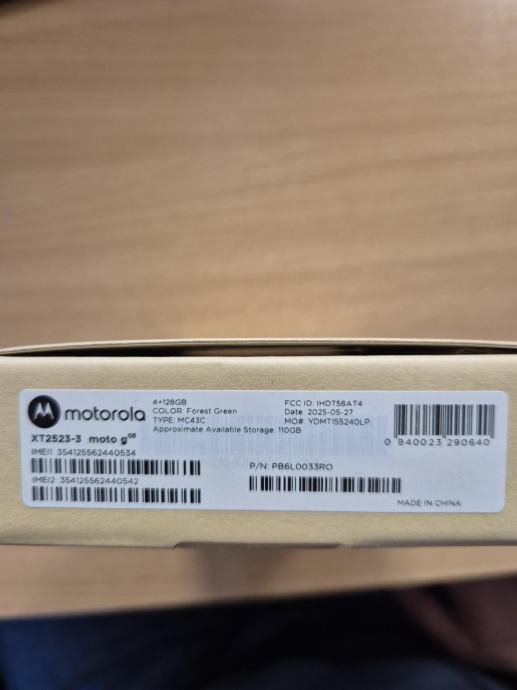 motorola
XT2523-3 moto g05
IMEI1: 354125562440534
IMEI2: 354125562440542
4+128GB
COLOR: Forest Green
TYPE: MC43C
Approximate Available Storage: 110GB
P/N: PB6L0033RO
FCC ID: IHDT56AT4
Date: 2025-05-27
MO#: YDMT155240LP
0 840023 290640
MADE IN CHINA